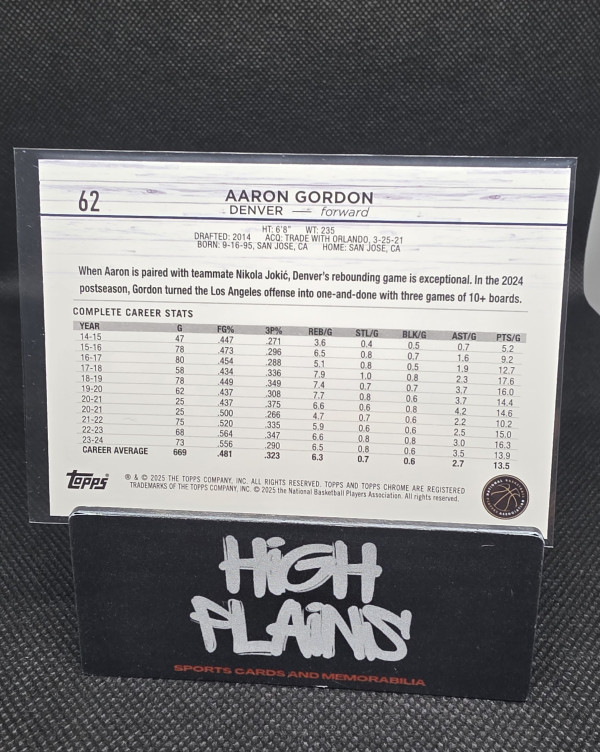 62
AARON GORDON
DENVER — forward
HT: 6'8" WT: 235
DRAFTED: 2014 ACQ: TRADE WITH ORLANDO, 3-25-21
BORN: 9-16-95, SAN JOSE, CA HOME: SAN JOSE, CA
When Aaron is paired with teammate Nikola Jokić, Denver's rebounding game is exceptional. In the 2024
postseason, Gordon turned the Los Angeles offense into one-and-done with three games of 10+ boards.
COMPLETE CAREER STATS
YEAR G FG% 3P% REB/G STL/G BLK/G AST/G PTS/G
14-15 47 .447 .271 3.6 0.4 0.5 0.7 5.2
15-16 78 .473 .296 6.5 0.8 0.7 1.6 9.2
16-17 80 .454 .288 5.1 0.8 0.5 1.9 12.7
17-18 58 .434 .336 7.9 1.0 0.8 2.3 17.6
18-19 78 .449 .349 7.4 0.7 0.7 3.7 16.0
19-20 62 .437 .308 7.7 0.8 0.6 3.7 14.4
20-21 25 .437 .375 6.6 0.6 0.8 4.2 14.6
20-21 25 .500 .266 4.7 0.7 0.6 2.2 10.2
21-22 75 .520 .335 5.9 0.6 0.6 2.5 15.0
22-23 68 .564 .347 6.6 0.8 0.8 3.0 16.3
23-24 73 .556 .290 6.5 0.8 0.6 3.5 13.9
CAREER AVERAGE 669 .481 .323 6.3 0.7 0.6 2.7 13.5
Topps
® & © 2025 THE TOPPS COMPANY, INC. ALL RIGHTS RESERVED. TOPPS AND TOPPS CHROME ARE REGISTERED
TRADEMARKS OF THE TOPPS COMPANY, INC. © 2025 the National Basketball Players Association. All rights reserved.
HiGH
PLAiNS
SPORTS CARDS AND MEMORABILIA